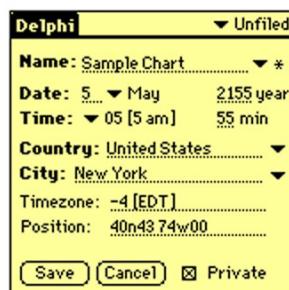 Delphi Unfiled
Name: Sample Chart *
Date: 5 May 2155 year
Time: 05 [5 am] 55 min
Country: United States
City: New York
Timezone: -4 [EDT]
Position: 40n43 74w00
Save Cancel Private